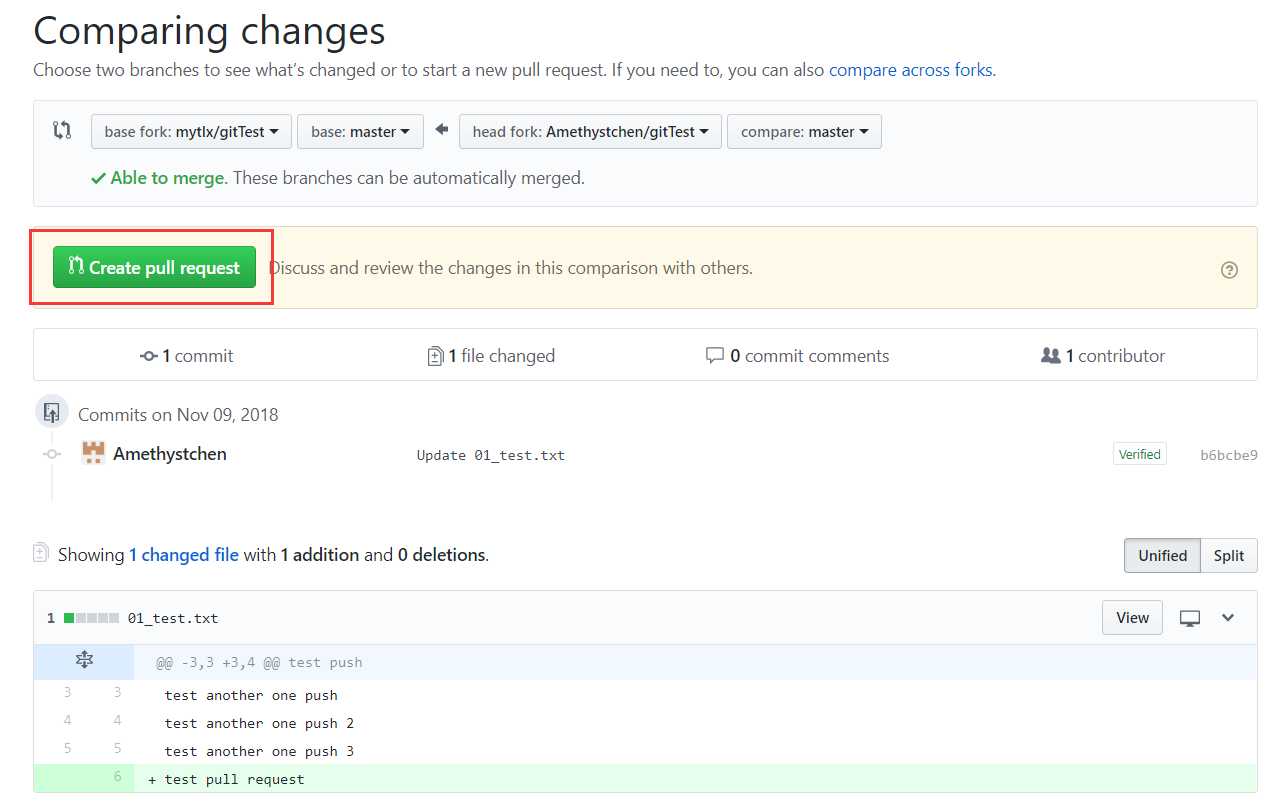 Comparing changes
Choose two branches to see what's changed or to start a new pull request. If you need to, you can also compare across forks.
base fork: mytlx/gitTest base: master head fork: Amethystchen/gitTest compare: master
Able to merge. These branches can be automatically merged.
Create pull request Discuss and review the changes in this comparison with others.
1 commit 1 file changed 0 commit comments 1 contributor
Commits on Nov 09, 2018
Amethystchen Update 01_test.txt Verified b6bcbe9
Showing 1 changed file with 1 addition and 0 deletions. Unified Split
1 01_test.txt View
@@ -3,3 +3,4 @@ test push
3 3 test another one push
4 4 test another one push 2
5 5 test another one push 3
6 + test pull request